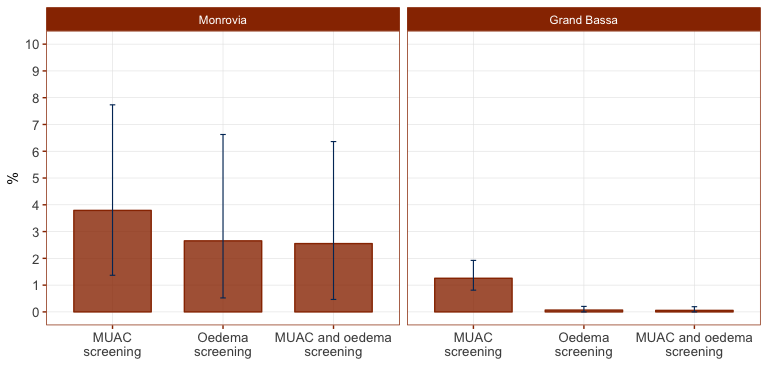 Monrovia
Grand Bassa
10
9
8
7
6
5
4
3
2
1
0
%
MUAC
screening
Oedema
screening
MUAC and oedema
screening
MUAC
screening
Oedema
screening
MUAC and oedema
screening